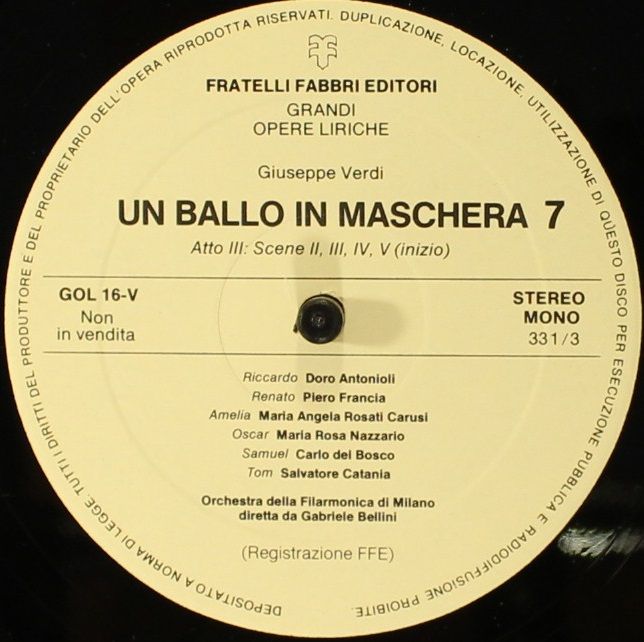 DEPOSITATO A NORMA DI LEGGE. TUTTI I DIRITTI DEL PRODUTTORE E DEL PROPRIETARIO DELL'OPERA RIPRODOTTA RISERVATI. DUPLICAZIONE, LOCAZIONE, UTILIZZAZIONE DI QUESTO DISCO PER ESECUZIONE PUBBLICA E RADIODIFFUSIONE PROIBITE.
FRATELLI FABBRI EDITORI
GRANDI
OPERE LIRICHE
Giuseppe Verdi
UN BALLO IN MASCHERA 7
Atto III: Scene II, III, IV, V (inizio)
GOL 16-V
Non
in vendita
STEREO
MONO
33 1/3
Riccardo Doro Antonioli
Renato Piero Francia
Amelia Maria Angela Rosati Carusi
Oscar Maria Rosa Nazzario
Samuel Carlo del Bosco
Tom Salvatore Catania
Orchestra della Filarmonica di Milano
diretta da Gabriele Bellini
(Registrazione FFE)